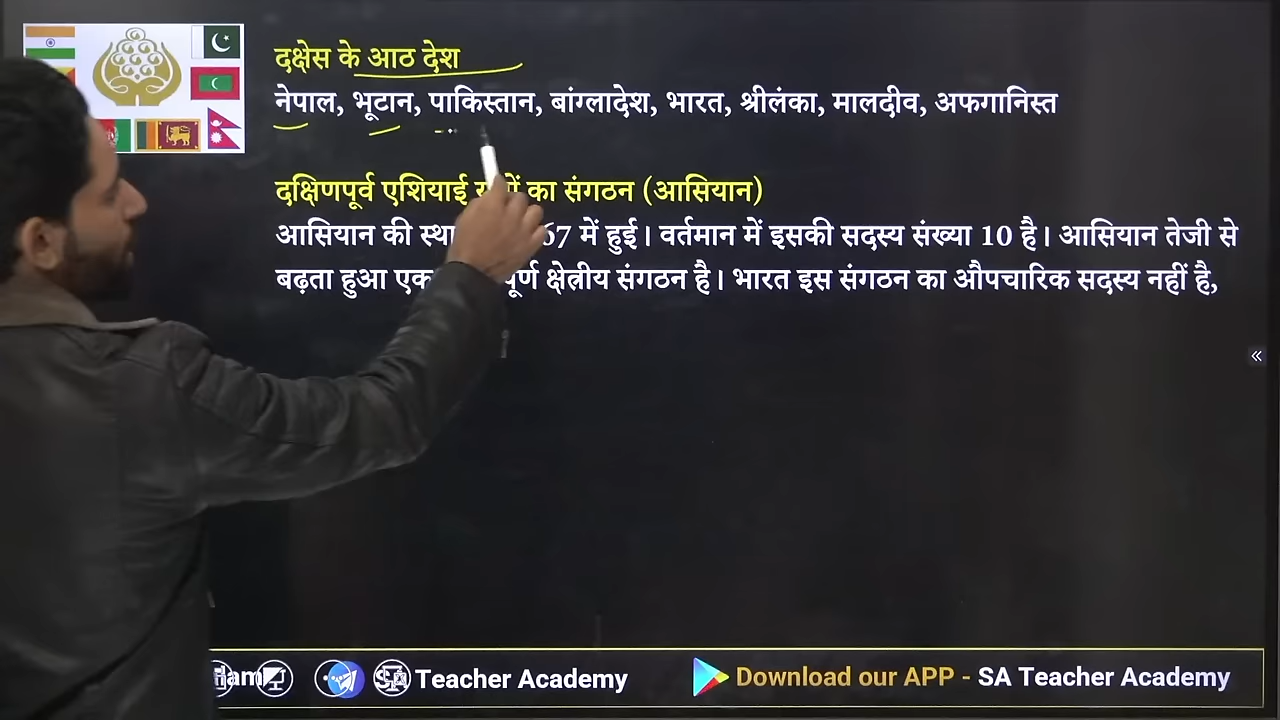 दक्षेस के आठ देश
नेपाल, भूटान, पाकिस्तान, बांग्लादेश, भारत, श्रीलंका, मालदीव, अफगानिस्त
दक्षिणपूर्व एशियाई का संगठन (आसियान)
आसियान की 67 में हुई। वर्तमान में इसकी सदस्य संख्या 10 है। आसियान तेजी से
बढ़ता हुआ एक पूर्ण क्षेत्रीय संगठन है। भारत इस संगठन का औपचारिक सदस्य नहीं है,
Teacher Academy
Download our APP - SA Teacher Academy